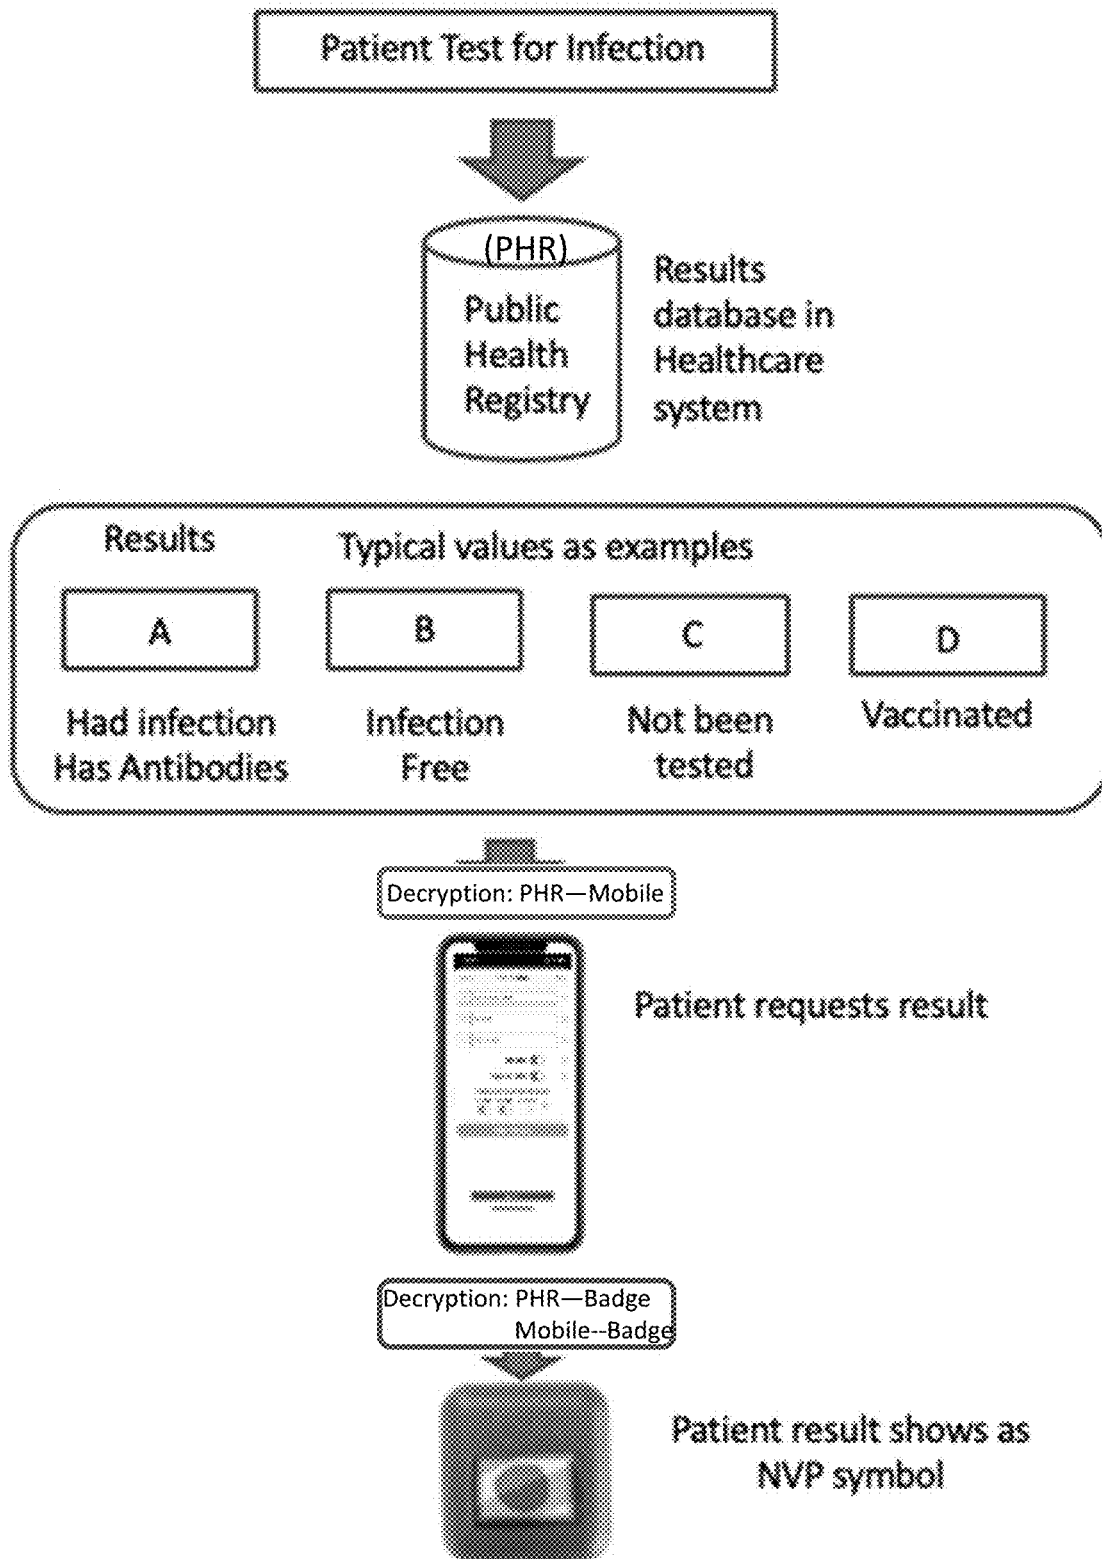 Patient Test for Infection
(PHR)
Public
Health
Registry
Results
database in
Healthcare
system
Results
Typical values as examples
A
B
C
D
Had infection
Has Antibodies
Infection
Free
Not been
tested
Vaccinated
Decryption: PHR—Mobile
Patient requests result
Decryption: PHR—Badge
Mobile--Badge
Patient result shows as
NVP symbol